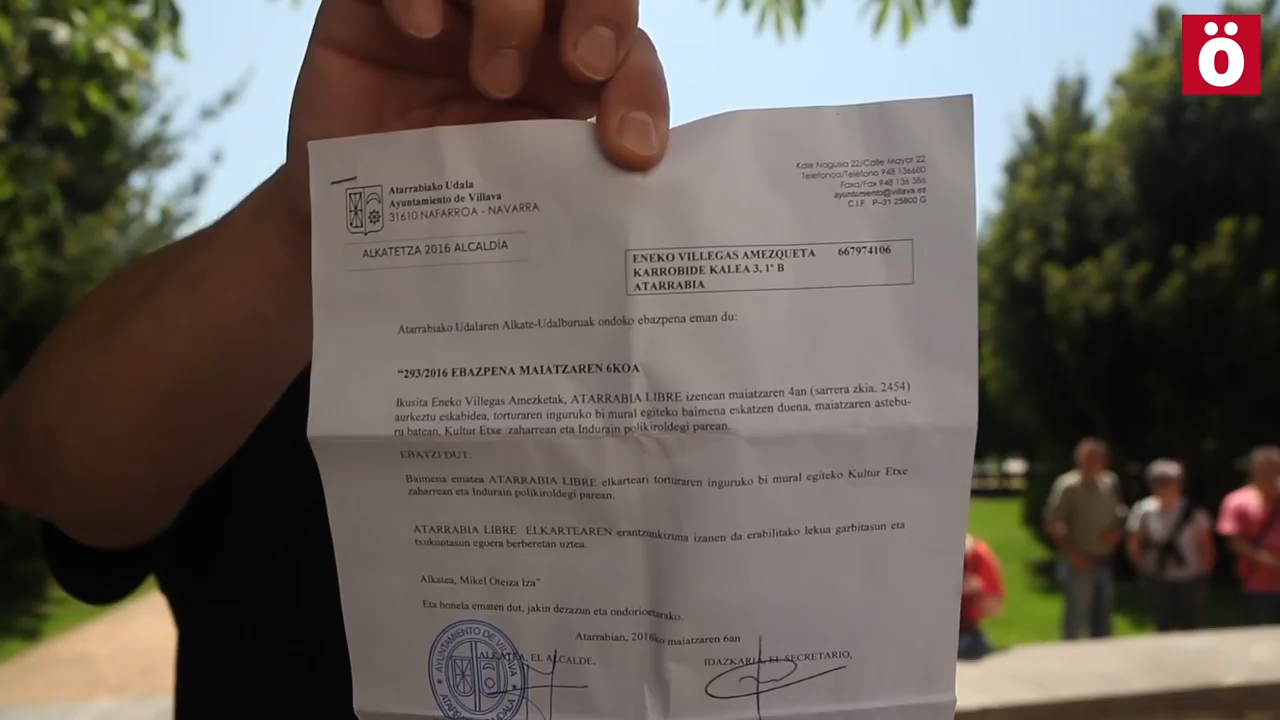 ö
Atarrabiako Udala
Ayuntamiento de Villava
31610 NAFARROA - NAVARRA
ALKATETZA 2016 ALCALDÍA
Kale Nagusia 22/Calle Mayor 22
Telefonoa/Teléfono 948 136680
Faxa/Fax 948 136 586
ayuntamiento@villava.es
C.I.F. P-31 25800 G
ENEKO VILLEGAS AMEZQUETA 667974106
KARROBIDE KALEA 3, 1º B
ATARRABIA
Atarrabiako Udalaren Alkate-Udalburuak ondoko ebazpena eman du:
"293/2016 EBAZPENA MAIATZAREN 6KOA
Ikusita Eneko Villegas Amezketak, ATARRABIA LIBRE izenean maiatzaren 4an (sarrera zkia. 2454)
aurkeztu eskabidea, torturaren inguruko bi mural egiteko baimena eskatzen duena, maiatzaren astebu-
ru batean, Kultur Etxe zaharrean eta Indurain polikiroldegi parean.
EBATZI DUT:
Baimena ematea ATARRABIA LIBRE elkarteari torturaren inguruko bi mural egiteko Kultur Etxe
zaharrean eta Indurain polikiroldegi parean.
ATARRABIA LIBRE ELKARTEAREN erantzunkizuna izanen da erabilitako lekua garbitasun eta
txukuntasun egoera berberetan uztea.
Alkatea, Mikel Oteiza Iza"
Eta honela ematen dut, jakin dezazun eta ondorioetarako.
Atarrabian, 2016ko maiatzaren 6an
ALKATEA, EL ALCALDE,
IDAZKARIA, EL SECRETARIO,
AYUNTAMIENTO DE VILLAVA